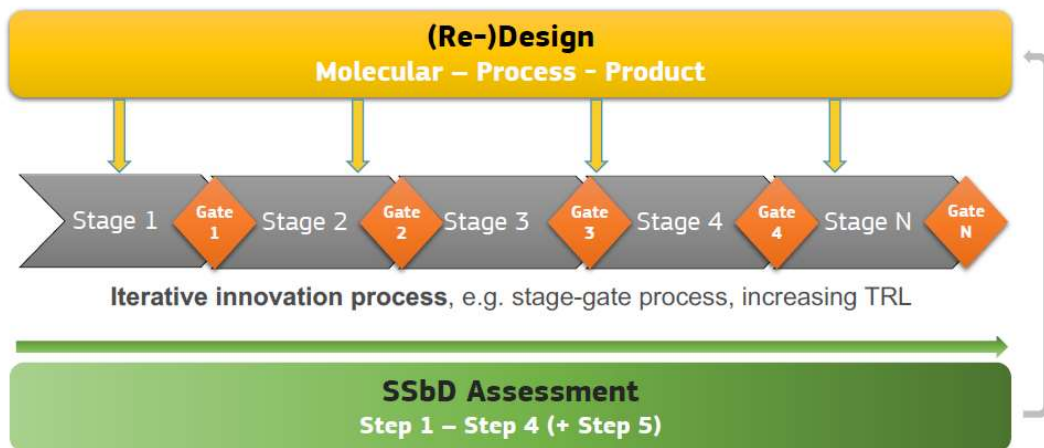 (Re-)Design
Molecular – Process - Product
Stage 1
Gate
1
Stage 2
Gate
2
Stage 3
Gate
3
Stage 4
Gate
4
Stage N
Gate
N
Iterative innovation process, e.g. stage-gate process, increasing TRL
SSbD Assessment
Step 1 – Step 4 (+ Step 5)